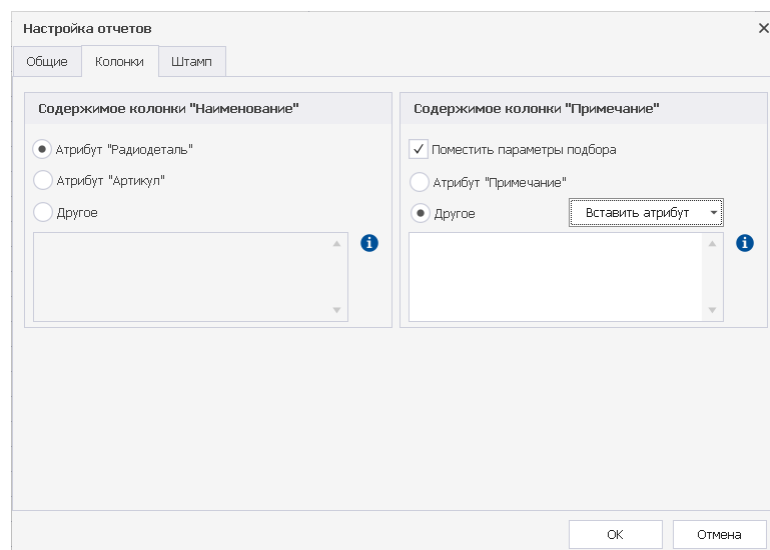 Настройка отчетов
Общие Колонки Штамп
Содержимое колонки "Наименование"
Атрибут "Радиодеталь"
Атрибут "Артикул"
Другое
Содержимое колонки "Примечание"
Поместить параметры подбора
Атрибут "Примечание"
Другое Вставить атрибут
ОК Отмена